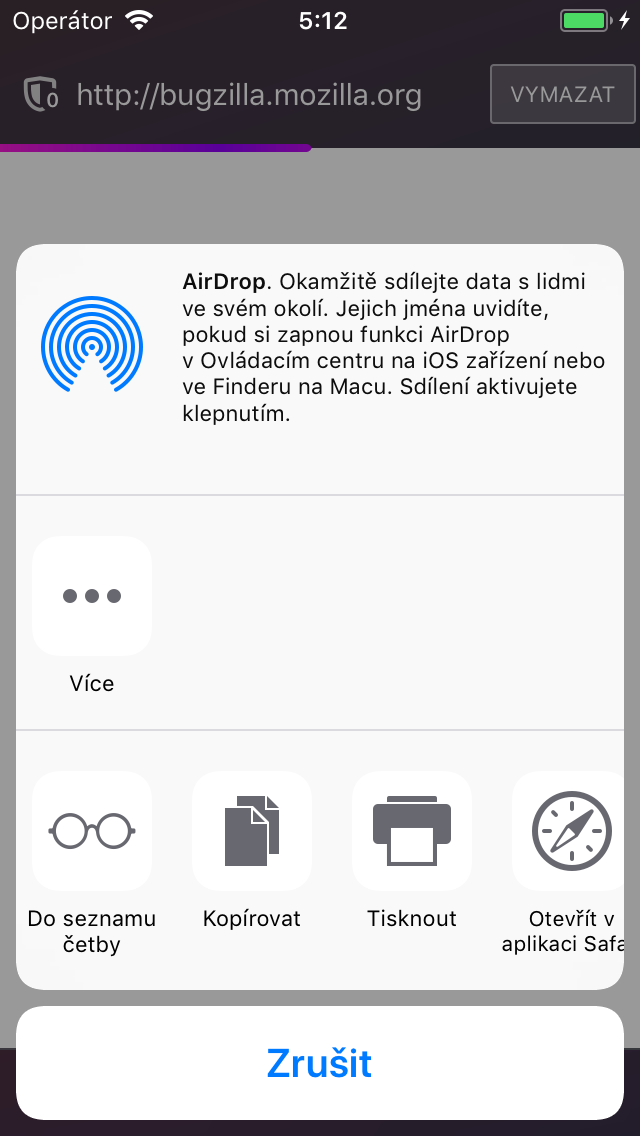 Operátor
5:12
0
http://bugzilla.mozilla.org
VYMAZAT
AirDrop. Okamžitě sdílejte data s lidmi
ve svém okolí. Jejich jména uvidíte,
pokud si zapnou funkci AirDrop
v Ovládacím centru na iOS zařízení nebo
ve Finderu na Macu. Sdílení aktivujete
klepnutím.
Více
Do seznamu
četby
Kopírovat
Tisknout
Otevřít v
aplikaci Safa
Zrušit